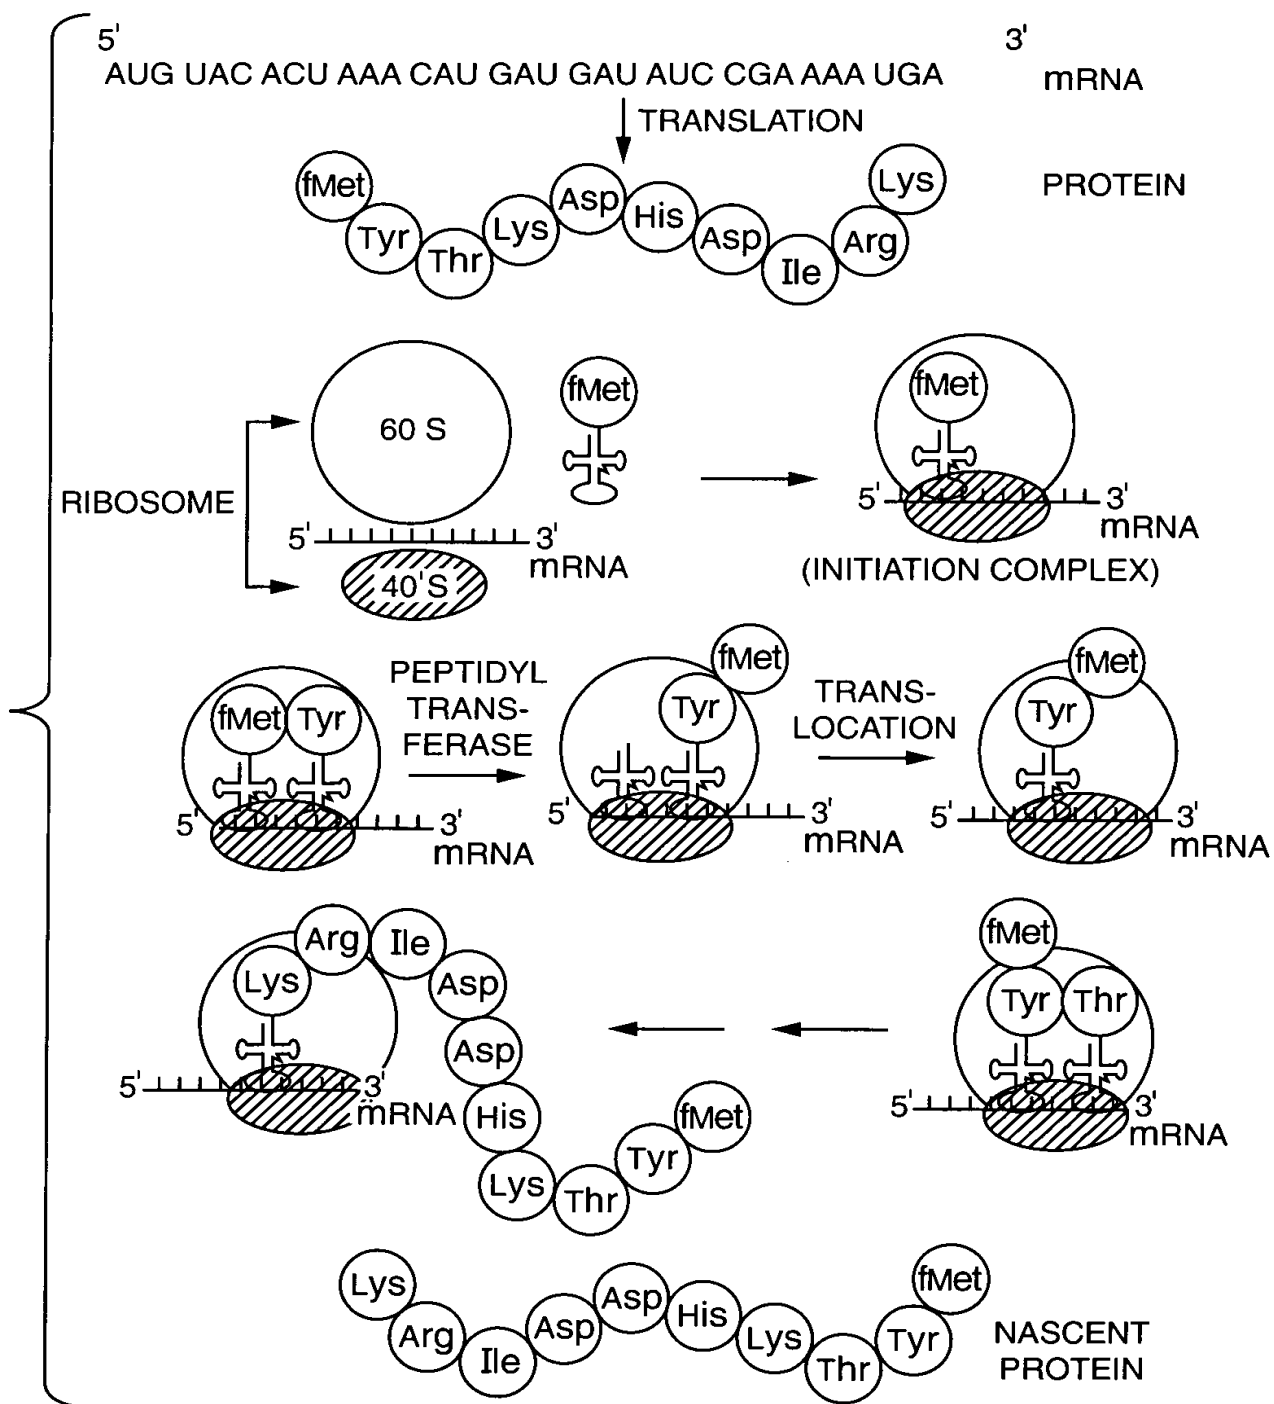 5' 3'
AUG UAC ACU AAA CAU GAU GAU AUC CGA AAA UGA mRNA
TRANSLATION
fMet Tyr Thr Lys Asp His Asp Ile Arg Lys PROTEIN
RIBOSOME
60 S
5' 3'
mRNA
40'S
fMet
fMet
5' 3'
mRNA
(INITIATION COMPLEX)
fMet Tyr
5' 3'
mRNA
PEPTIDYL
TRANS-
FERASE
fMet
Tyr
5' 3'
mRNA
TRANS-
LOCATION
fMet
Tyr
5' 3'
mRNA
fMet
Tyr Thr
5' 3'
mRNA
Lys Arg Ile Asp Asp His Lys Thr Tyr fMet
5' 3'
mRNA
Lys Arg Ile Asp Asp His Lys Thr Tyr fMet
NASCENT
PROTEIN